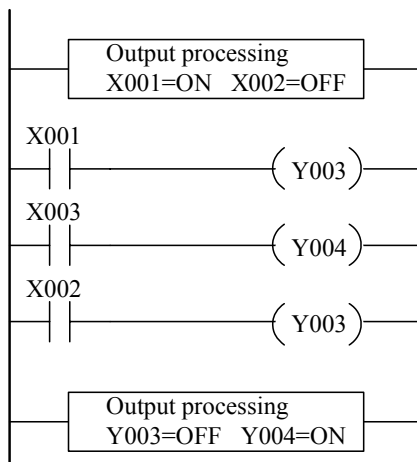 Output processing
X001=ON X002=OFF
X001
Y003
X003
Y004
X002
Y003
Output processing
Y003=OFF Y004=ON